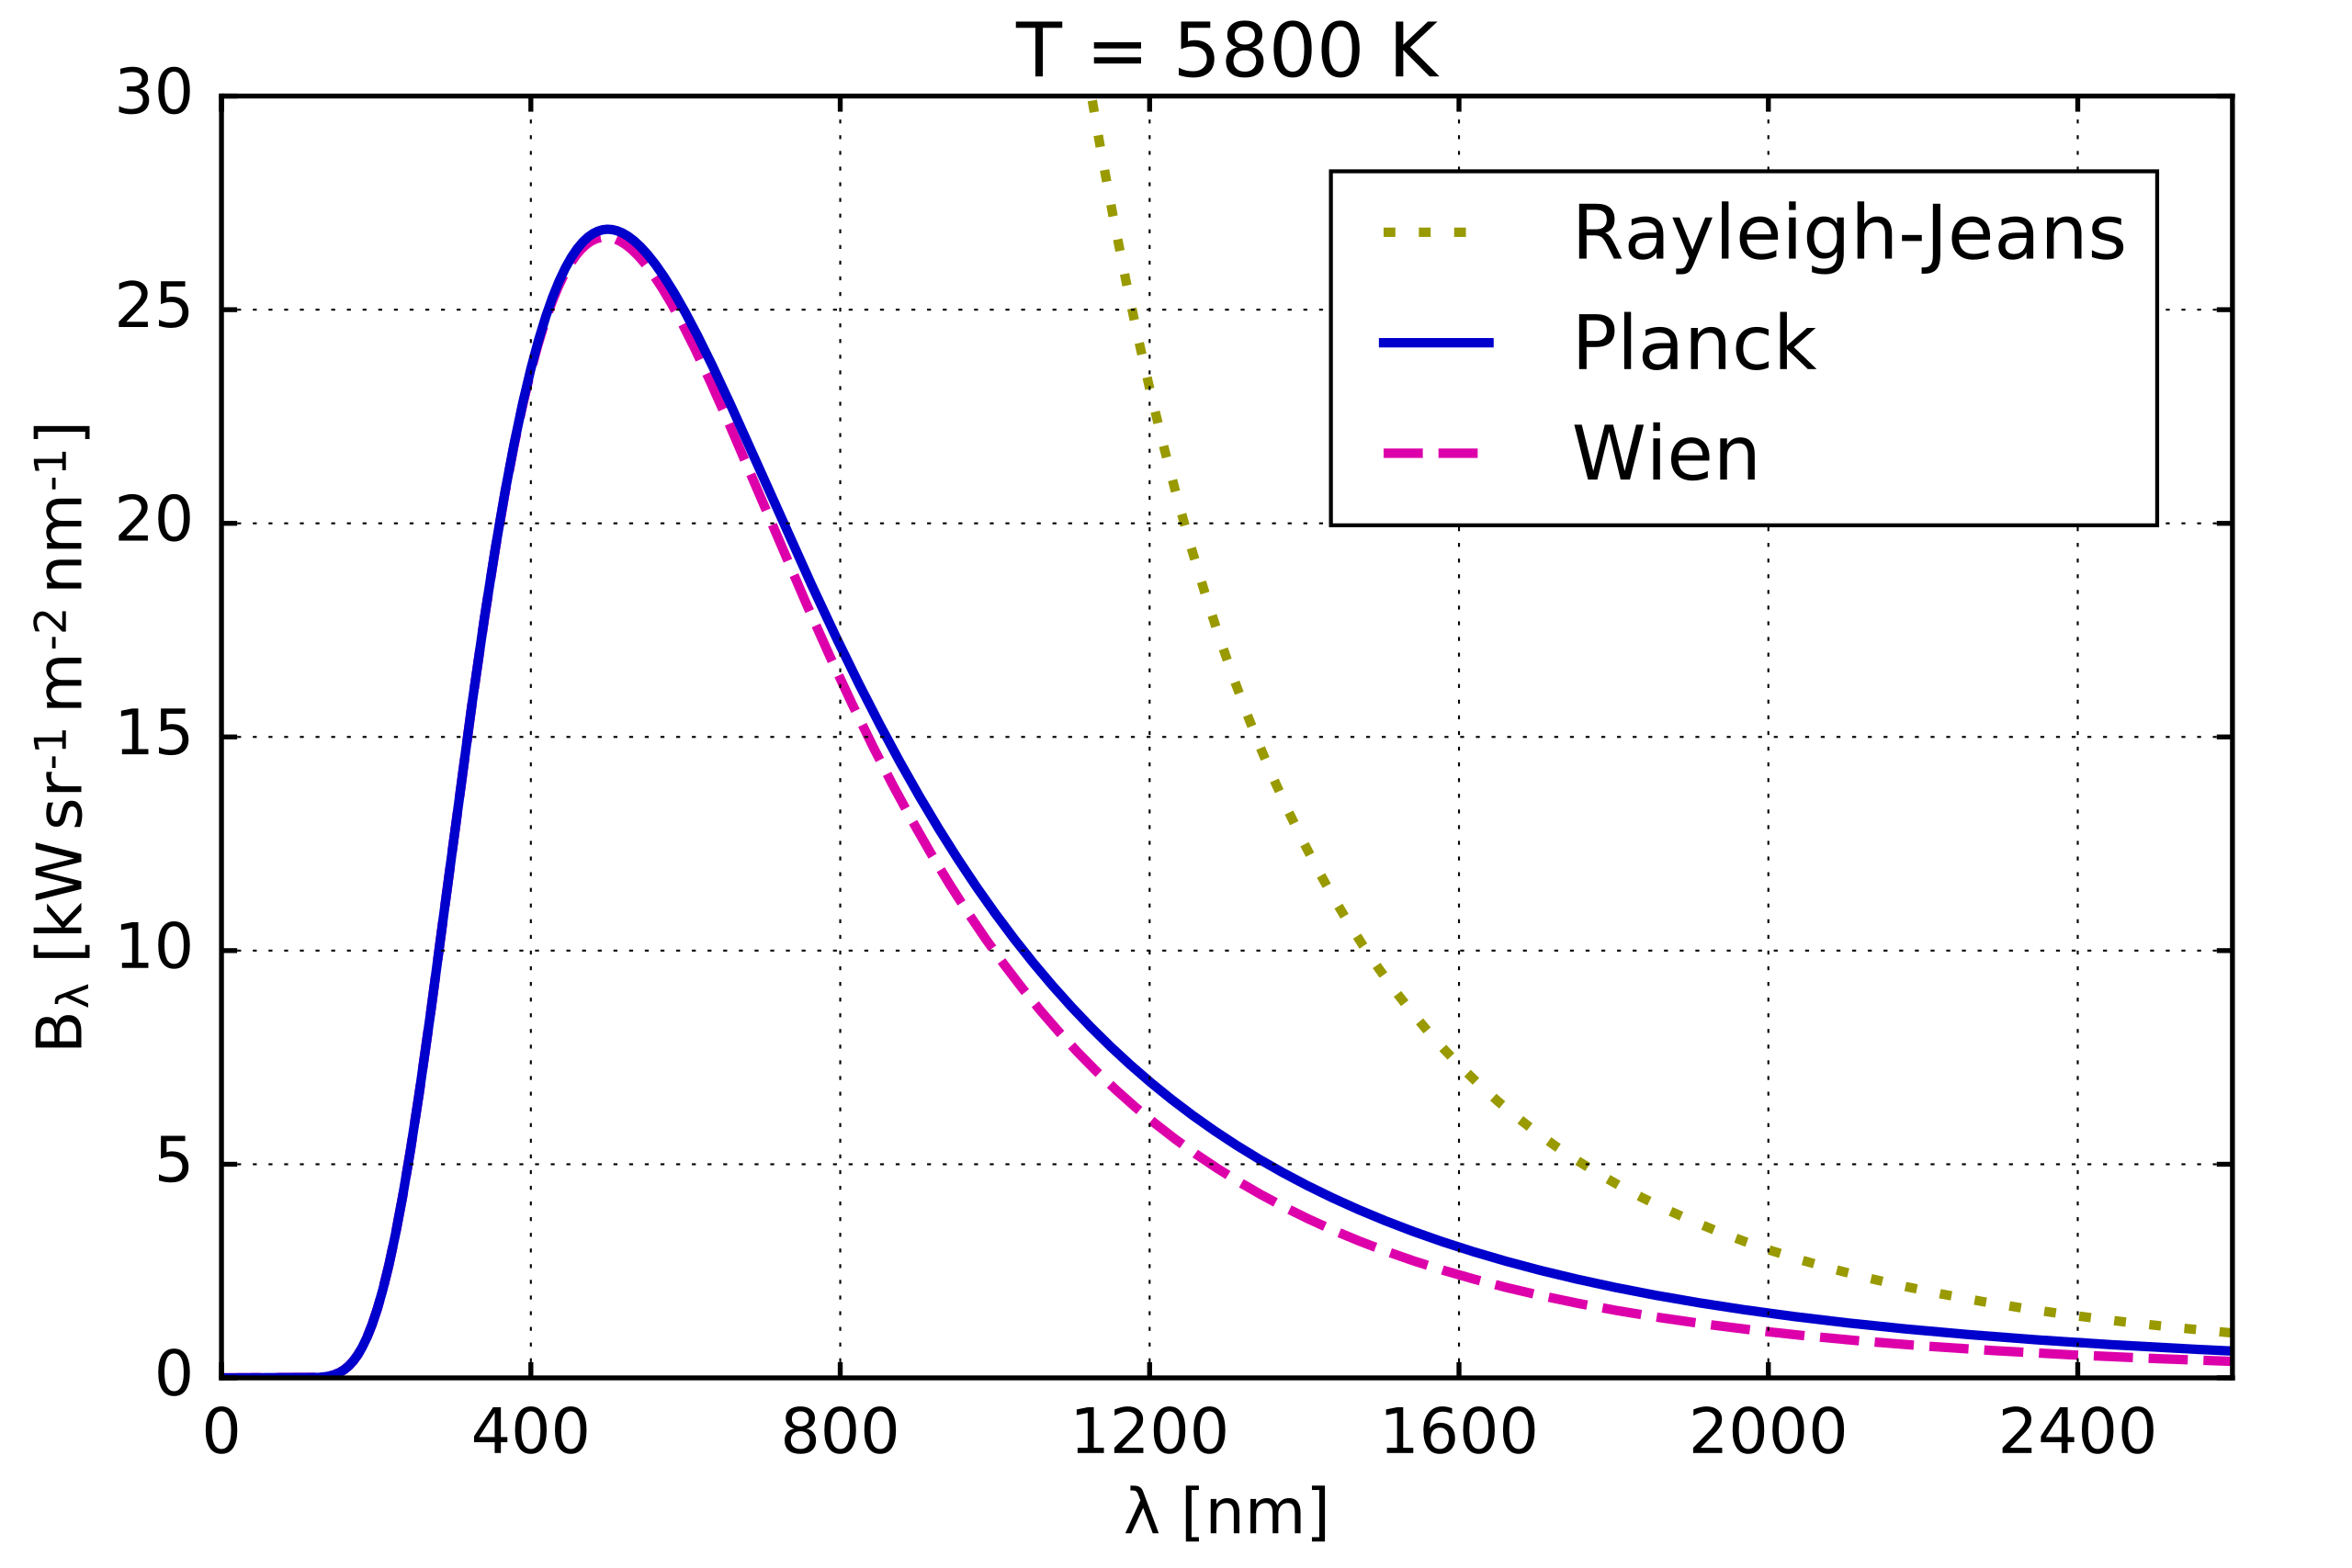 T = 5800 K
30
25
20
15
10
5
0
Bλ [kW sr-1 m-2 nm-1]
Rayleigh-Jeans
Planck
Wien
0 400 800 1200 1600 2000 2400
λ [nm]